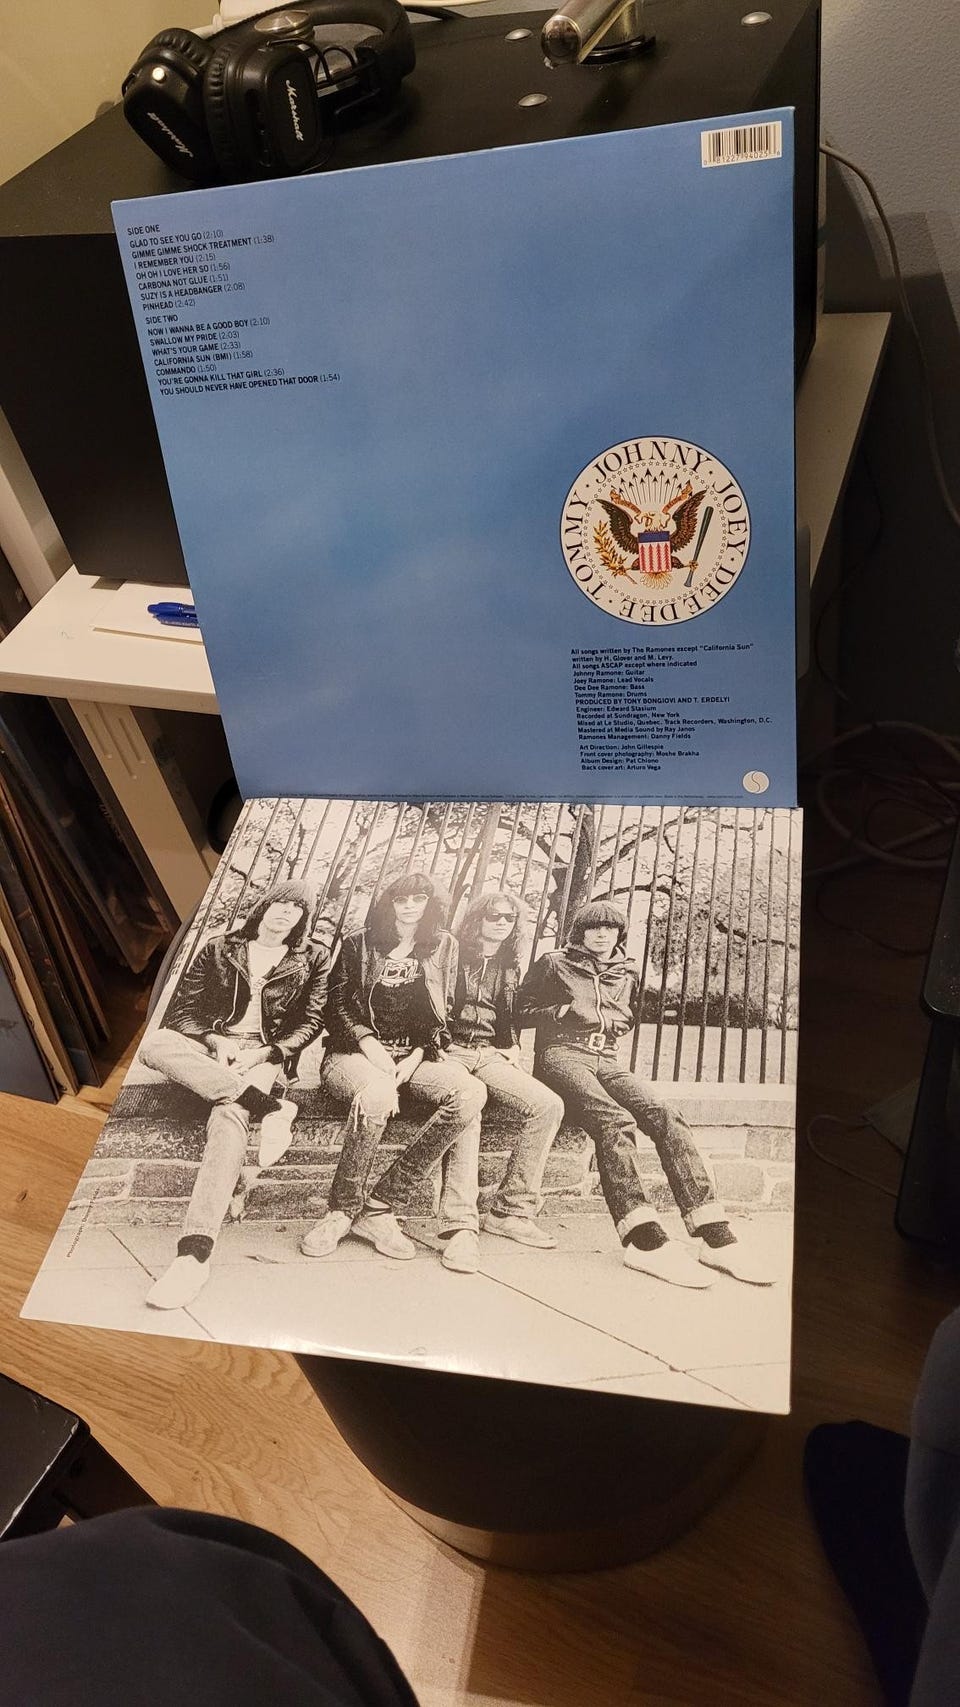 Marshall
Marshall
0 81227 94025 6
SIDE ONE
GLAD TO SEE YOU GO (2:10)
GIMME GIMME SHOCK TREATMENT (1:38)
I REMEMBER YOU (2:15)
OH OH I LOVE HER SO (1:56)
CARBONA NOT GLUE (1:51)
SUZY IS A HEADBANGER (2:08)
PINHEAD (2:42)
SIDE TWO
NOW I WANNA BE A GOOD BOY (2:10)
SWALLOW MY PRIDE (2:03)
WHAT'S YOUR GAME (2:33)
CALIFORNIA SUN (BMI) (1:58)
COMMANDO (1:50)
YOU'RE GONNA KILL THAT GIRL (2:36)
YOU SHOULD NEVER HAVE OPENED THAT DOOR (1:54)
TOMMY · JOHNNY · JOEY · DEE DEE ·
All songs written by The Ramones except "California Sun"
written by H. Glover and M. Levy.
All songs ASCAP except where indicated
Johnny Ramone: Guitar
Joey Ramone: Lead Vocals
Dee Dee Ramone: Bass
Tommy Ramone: Drums
PRODUCED BY TONY BONGIOVI AND T. ERDELYI
Engineer: Edward Stasium
Recorded at Sundragon, New York
Mixed at Le Studio, Quebec. Track Recorders, Washington, D.C.
Mastered at Media Sound by Ray Janos
Ramones Management: Danny Fields
Art Direction: John Gillespie
Front cover photography: Moshe Brakha
Album Design: Pat Chiono
Back cover art: Arturo Vega